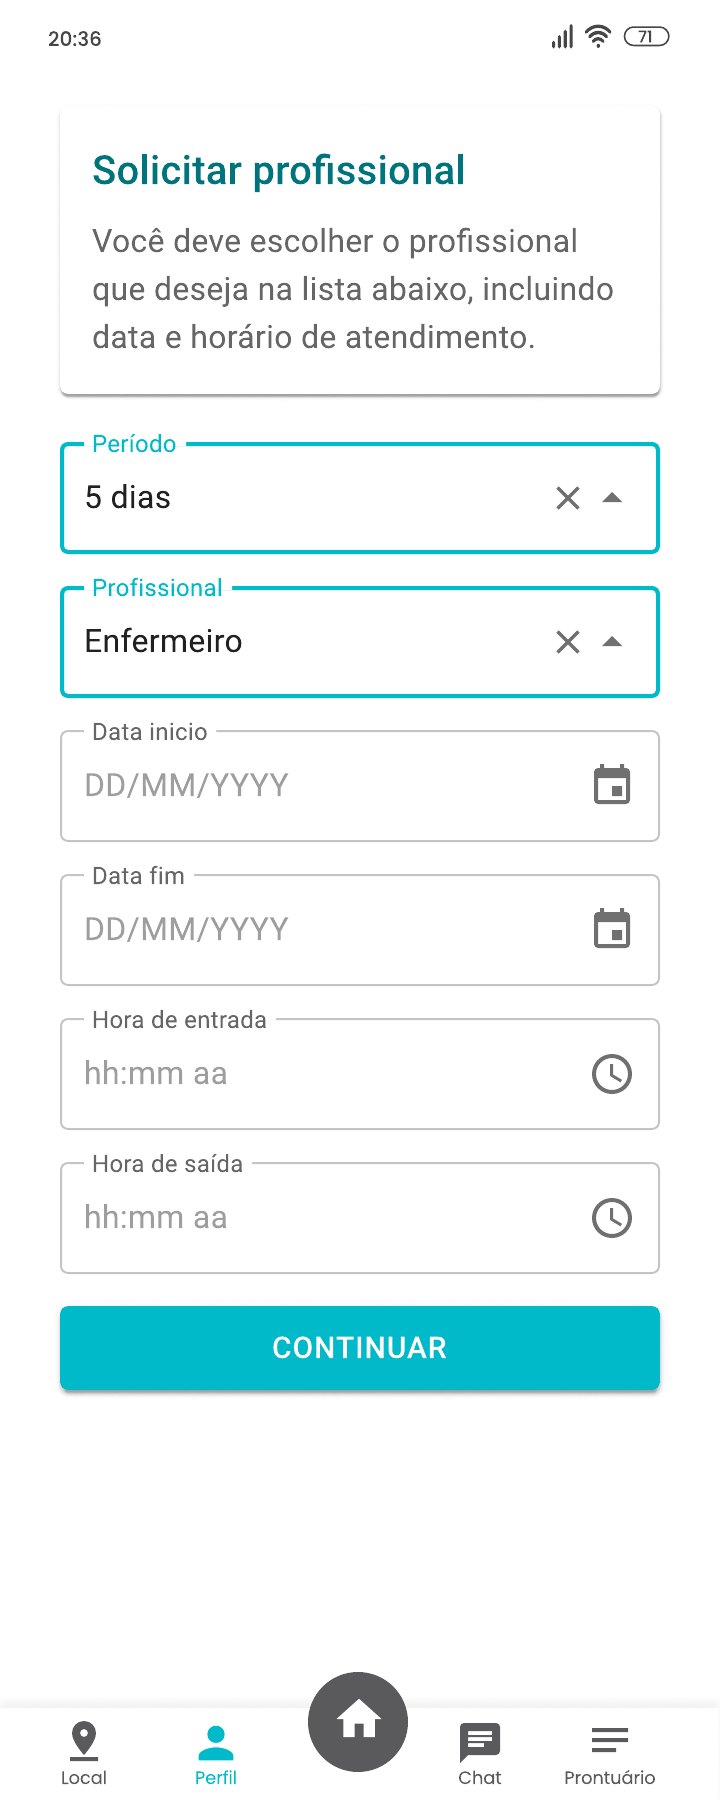 20:36
71
Solicitar profissional
Você deve escolher o profissional
que deseja na lista abaixo, incluindo
data e horário de atendimento.
Período
5 dias
Profissional
Enfermeiro
Data inicio
DD/MM/YYYY
Data fim
DD/MM/YYYY
Hora de entrada
hh:mm aa
Hora de saída
hh:mm aa
CONTINUAR
Local
Perfil
Chat
Prontuário